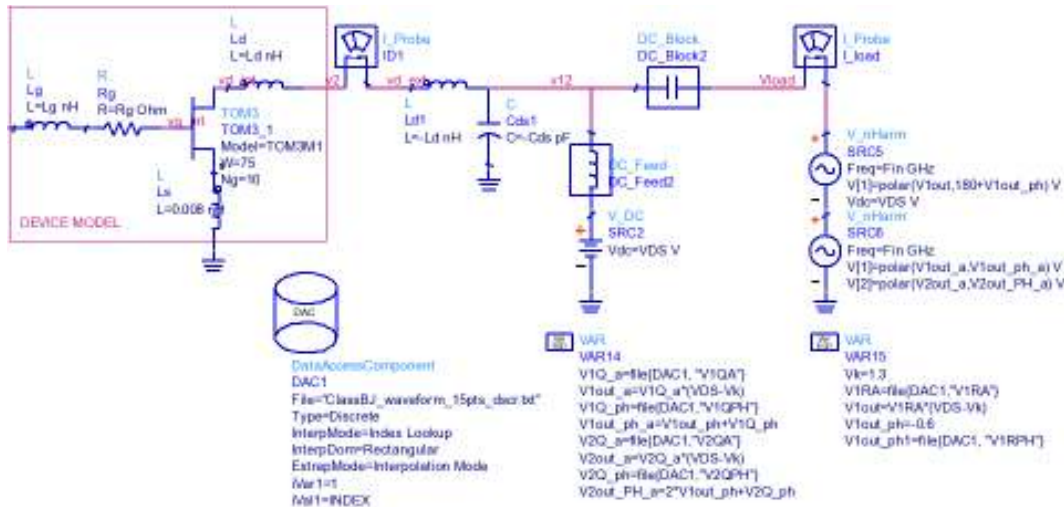 L
Lg
L=Lg nH
R
Rg
R=Rg Ohm
L
Ld
L=Ld nH
TOM3
TOM3_1
Model=TOM3M1
W=75
Ng=10
L
Ls
DEVICE MODEL
v2
I_Probe
ID1
L
Ld1
L=-Ld nH
C
Cds1
C=-Cds pF
v12
DC_Block
DC_Block2
Vload
I_Probe
I_load
DC_Feed
DC_Feed2
V_DC
SRC2
Vdc=VDS V
V_nHarm
SRC5
Freq=Fin GHz
V[1]=polar(V1out,180+V1out_ph) V
Vdc=VDS V
V_nHarm
SRC6
Freq=Fin GHz
V[1]=polar(V1out_a,V1out_ph_a) V
V[2]=polar(V2out_a,V2out_PH_a) V
DAC
DataAccessComponent
DAC1
File="ClassBJ_waveform_15pts_dscr.txt"
Type=Discrete
InterpMode=Index Lookup
InterpDom=Rectangular
ExtrapMode=Interpolation Mode
iVar1=1
iVal1=INDEX
VAR
VAR14
V1Q_a=file{DAC1, "V1QA"}
V1out_a=V1Q_a*(VDS-Vk)
V1Q_ph=file{DAC1,"V1QPH"}
V1out_ph_a=V1out_ph+V1Q_ph
V2Q_a=file{DAC1,"V2QA"}
V2out_a=V2Q_a*(VDS-Vk)
V2Q_ph=file{DAC1,"V2QPH"}
V2out_PH_a=2*V1out_ph+V2Q_ph
VAR
VAR15
Vk=1.3
V1RA=file{DAC1,"V1RA"}
V1out=V1RA*(VDS-Vk)
V1out_ph=-0.6
V1out_ph1=file{DAC1, "V1RPH"}